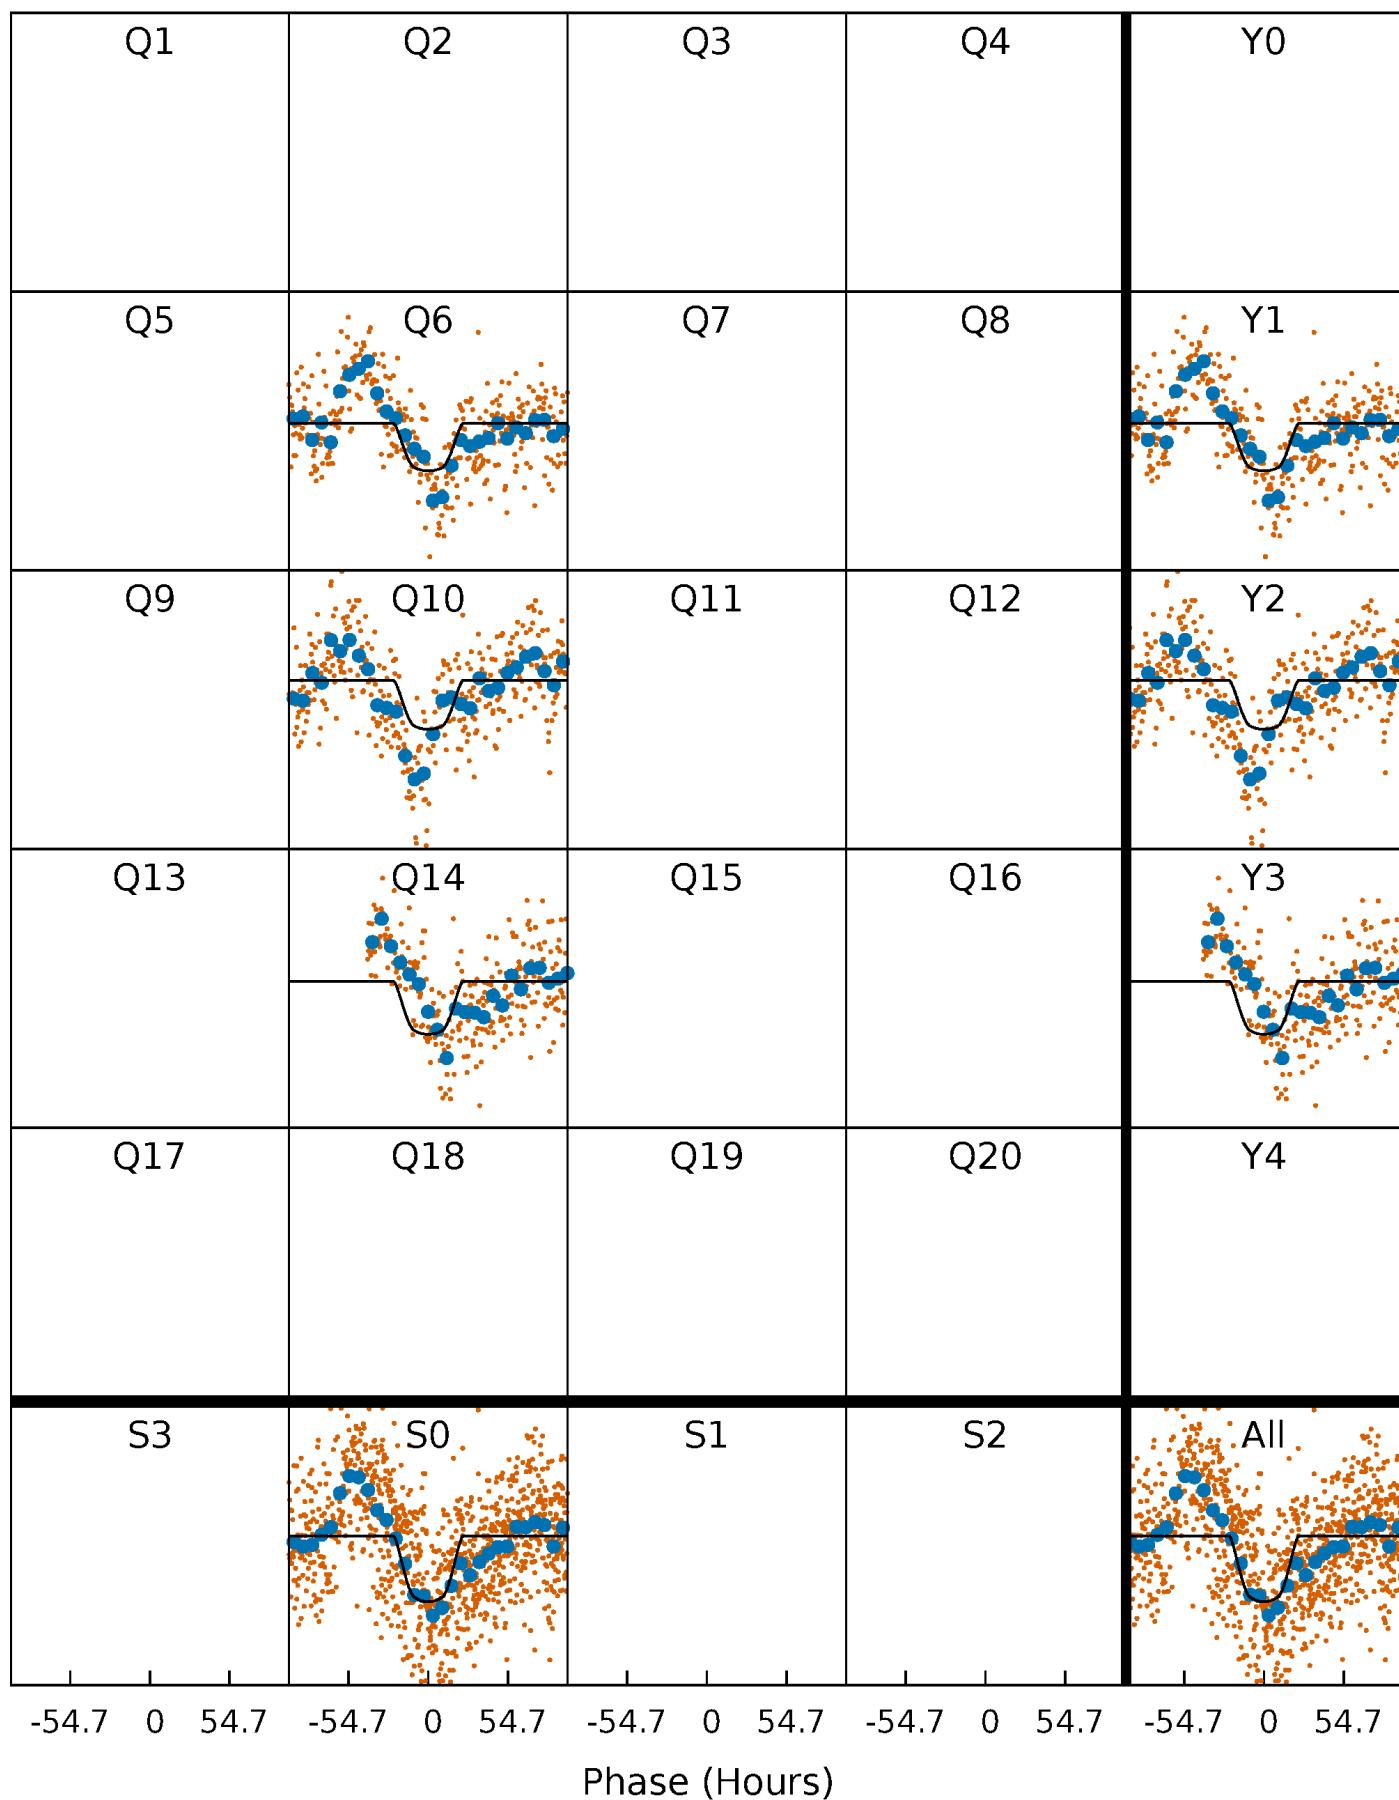 Q1 Q2 Q3 Q4 Y0
Q5 Q6 Q7 Q8 Y1
Q9 Q10 Q11 Q12 Y2
Q13 Q14 Q15 Q16 Y3
Q17 Q18 Q19 Q20 Y4
S3 S0 S1 S2 All
-54.7 0 54.7 -54.7 0 54.7 -54.7 0 54.7 -54.7 0 54.7 -54.7 0 54.7
Phase (Hours)